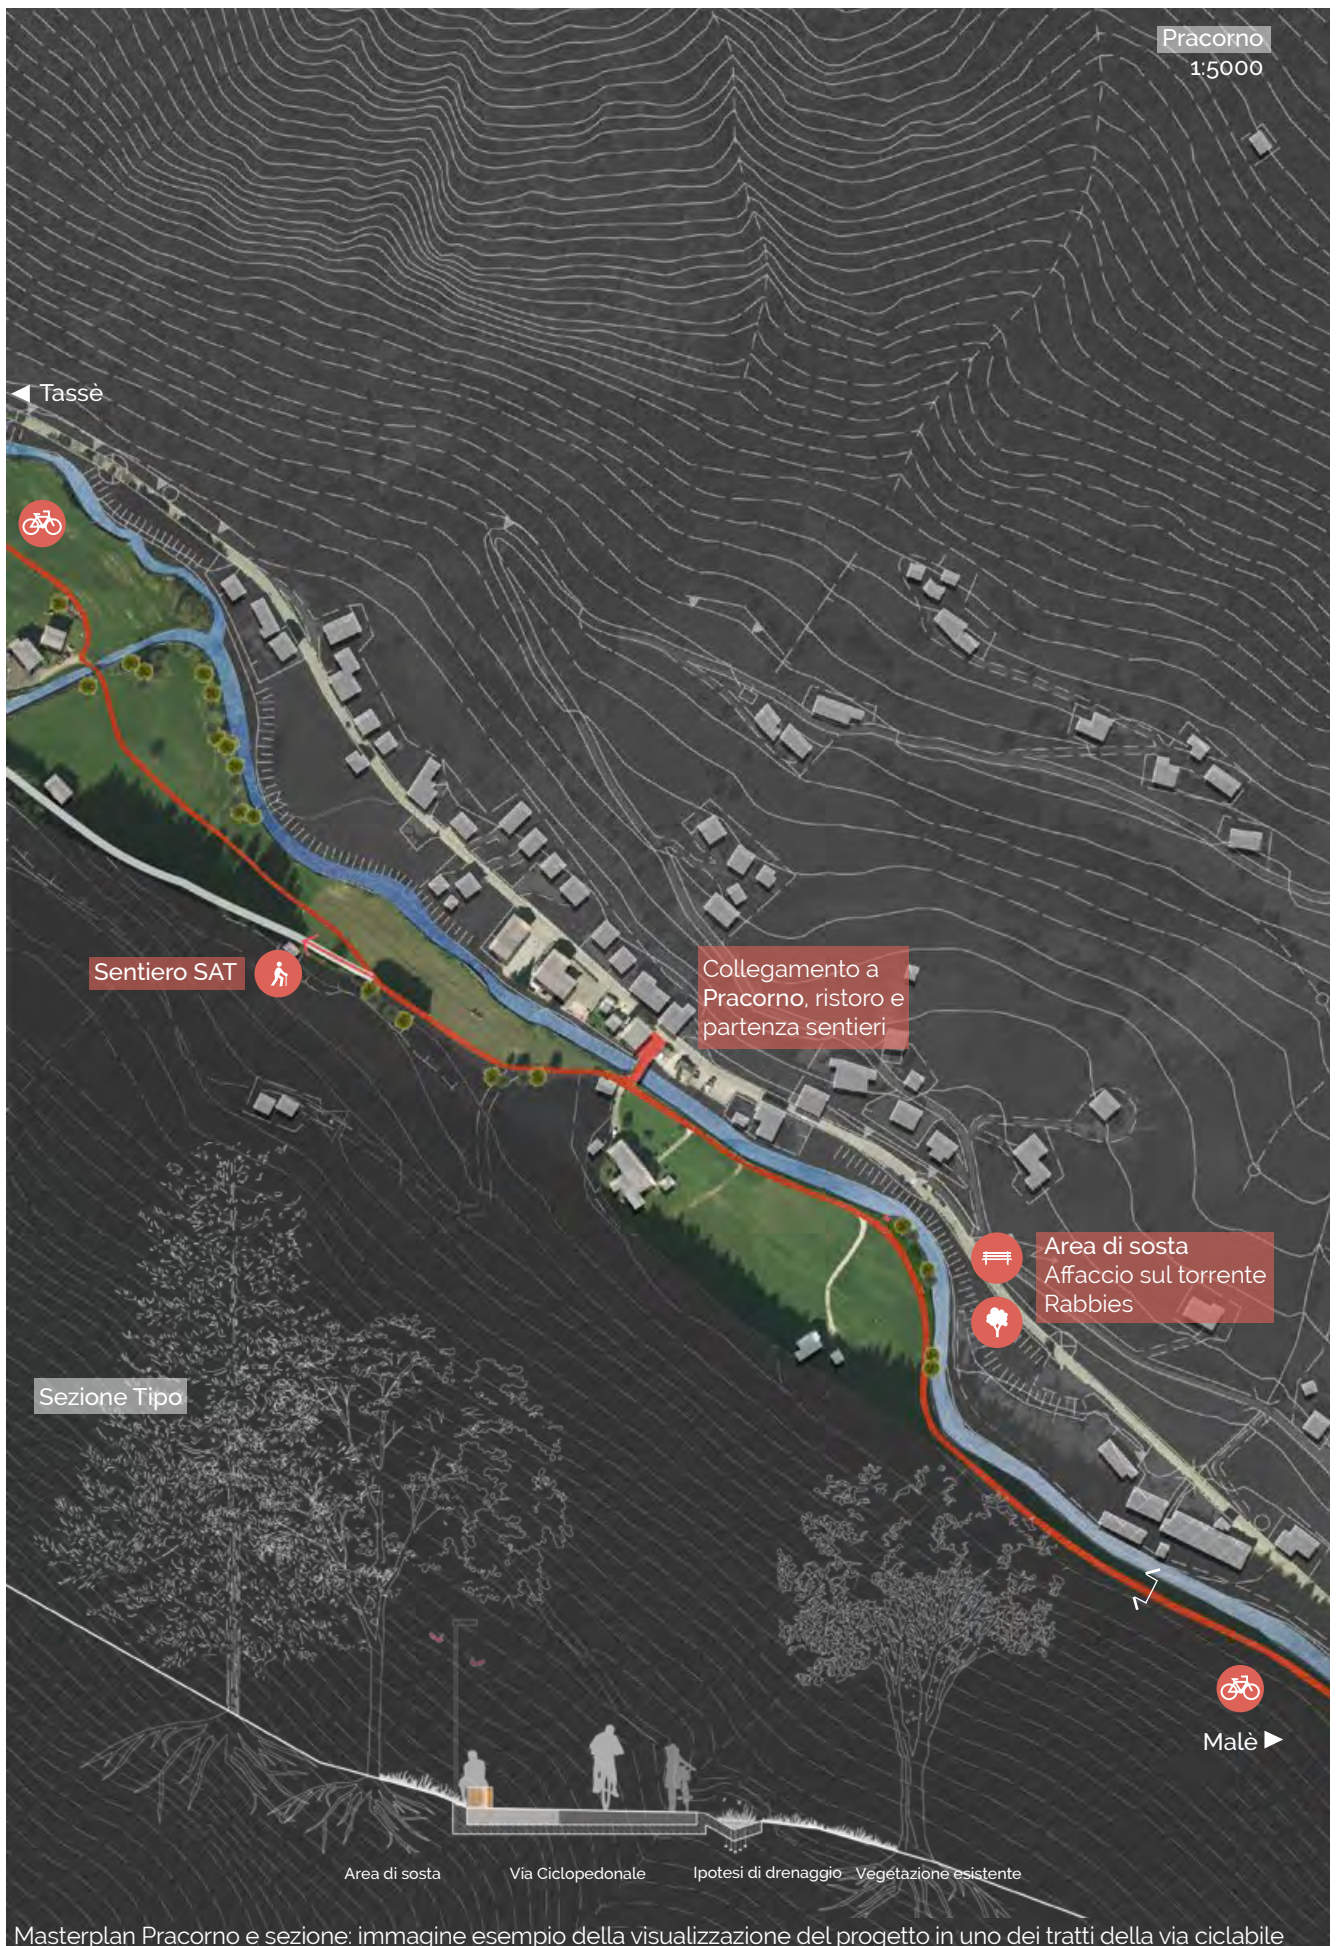 Pracorno
1:5000
◄ Tassè
Sentiero SAT
Collegamento a
Pracorno, ristoro e
partenza sentieri
Area di sosta
Affaccio sul torrente
Rabbies
Sezione Tipo
Malè ►
Area di sosta
Via Ciclopedonale
Ipotesi di drenaggio
Vegetazione esistente
Masterplan Pracorno e sezione: immagine esempio della visualizzazione del progetto in uno dei tratti della via ciclabile